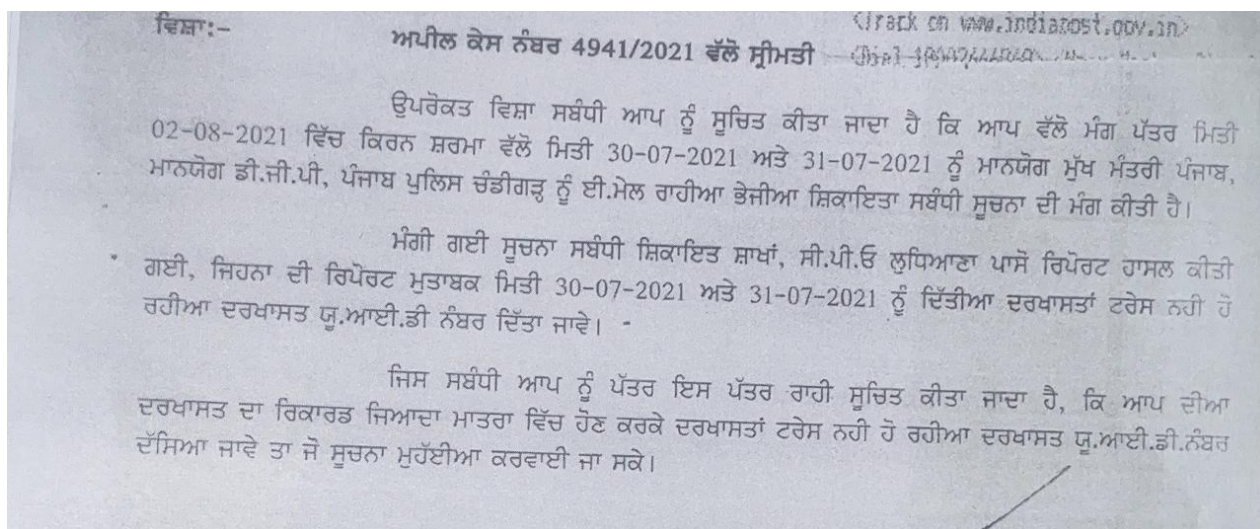 ਵਿਸ਼ਾ:-
<Track on www.indiapost.gov.in>
ਅਪੀਲ ਕੇਸ ਨੰਬਰ 4941/2021 ਵੱਲੋ ਸ੍ਰੀਮਤੀ
ਉਪਰੋਕਤ ਵਿਸ਼ਾ ਸਬੰਧੀ ਆਪ ਨੂੰ ਸੂਚਿਤ ਕੀਤਾ ਜਾਦਾ ਹੈ ਕਿ ਆਪ ਵੱਲੋ ਮੰਗ ਪੱਤਰ ਮਿਤੀ
02-08-2021 ਵਿੱਚ ਕਿਰਨ ਸ਼ਰਮਾ ਵੱਲੋ ਮਿਤੀ 30-07-2021 ਅਤੇ 31-07-2021 ਨੂੰ ਮਾਨਯੋਗ ਮੁੱਖ ਮੰਤਰੀ ਪੰਜਾਬ,
ਮਾਨਯੋਗ ਡੀ.ਜੀ.ਪੀ, ਪੰਜਾਬ ਪੁਲਿਸ ਚੰਡੀਗੜ੍ਹ ਨੂੰ ਈ.ਮੇਲ ਰਾਹੀਆ ਭੇਜੀਆ ਸ਼ਿਕਾਇਤਾ ਸਬੰਧੀ ਸੂਚਨਾ ਦੀ ਮੰਗ ਕੀਤੀ ਹੈ।
ਮੰਗੀ ਗਈ ਸੂਚਨਾ ਸਬੰਧੀ ਸ਼ਿਕਾਇਤ ਸ਼ਾਖਾਂ, ਸੀ.ਪੀ.ਓ ਲੁਧਿਆਣਾ ਪਾਸੋ ਰਿਪੋਰਟ ਹਾਸਲ ਕੀਤੀ
ਗਈ, ਜਿਹਨਾ ਦੀ ਰਿਪੋਰਟ ਮੁਤਾਬਕ ਮਿਤੀ 30-07-2021 ਅਤੇ 31-07-2021 ਨੂੰ ਦਿੱਤੀਆ ਦਰਖਾਸਤਾਂ ਟਰੇਸ ਨਹੀ ਹੋ
ਰਹੀਆ ਦਰਖਾਸਤ ਯੂ.ਆਈ.ਡੀ ਨੰਬਰ ਦਿੱਤਾ ਜਾਵੇ।
ਜਿਸ ਸਬੰਧੀ ਆਪ ਨੂੰ ਪੱਤਰ ਇਸ ਪੱਤਰ ਰਾਹੀ ਸੂਚਿਤ ਕੀਤਾ ਜਾਦਾ ਹੈ, ਕਿ ਆਪ ਦੀਆ
ਦਰਖਾਸਤ ਦਾ ਰਿਕਾਰਡ ਜਿਆਦਾ ਮਾਤਰਾ ਵਿੱਚ ਹੋਣ ਕਰਕੇ ਦਰਖਾਸਤਾਂ ਟਰੇਸ ਨਹੀ ਹੋ ਰਹੀਆ ਦਰਖਾਸਤ ਯੂ.ਆਈ.ਡੀ.ਨੰਬਰ
ਦੱਸਿਆ ਜਾਵੇ ਤਾ ਜੋ ਸੂਚਨਾ ਮੁਹੱਈਆ ਕਰਵਾਈ ਜਾ ਸਕੇ।